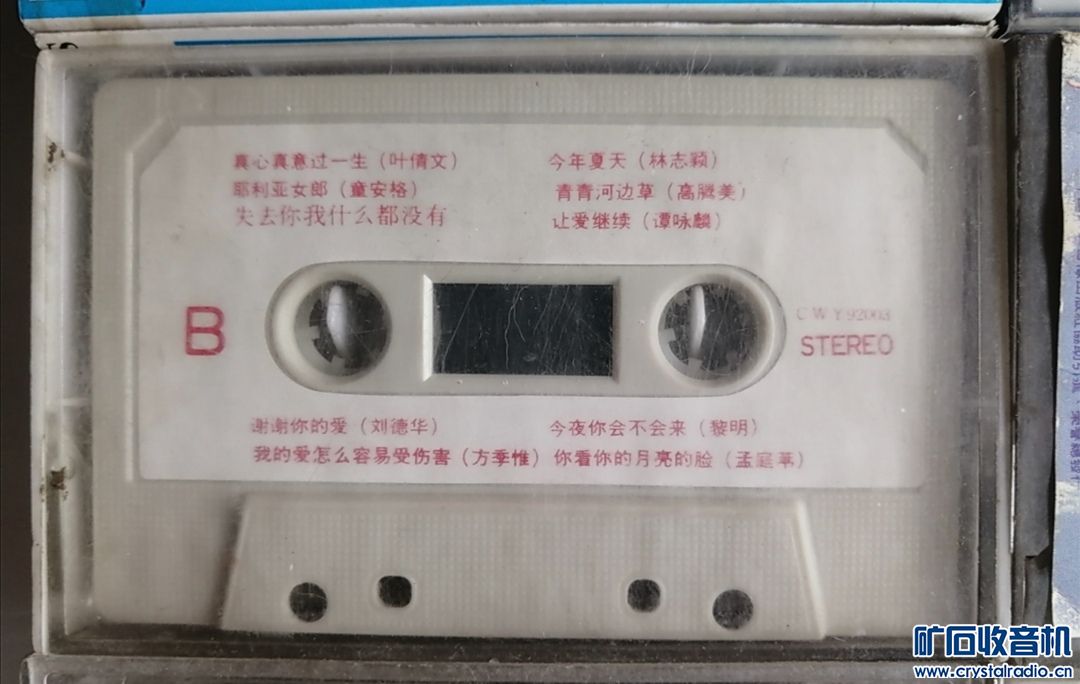 真心真意过一生（叶倩文）
耶利亚女郎（童安格）
失去你我什么都没有
今年夏天（林志颖）
青青河边草（高腾美）
让爱继续（谭咏麟）
B
CWY92003
STEREO
谢谢你的爱（刘德华）
我的爱怎么容易受伤害（方季惟）
今夜你会不会来（黎明）
你看你的月亮的脸（孟庭苇）
矿石收音机
www.crystalradio.cn